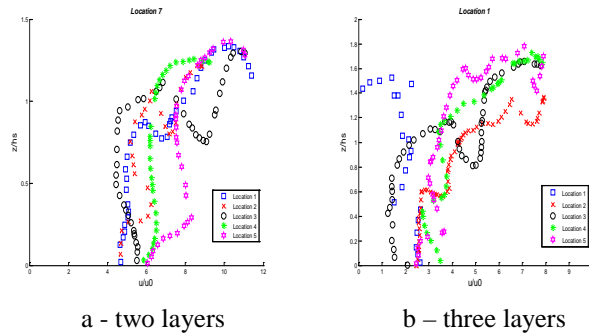 Location 7
1.5
1
0.5
0
z/hs
0 2 4 6 8 10 12
u/u0
Location 1
Location 2
Location 3
Location 4
Location 5
a - two layers
Location 1
2
1.8
1.6
1.4
1.2
1
0.8
0.6
0.4
0.2
0
z/hs
0 1 2 3 4 5 6 7 8 9
u/u0
Location 1
Location 2
Location 3
Location 4
Location 5
b – three layers